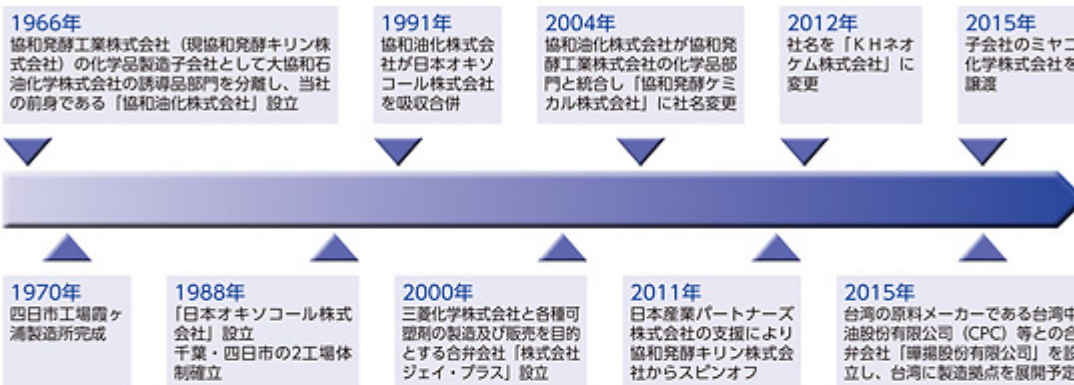 1966年
協和発酵工業株式会社（現協和発酵キリン株
式会社）の化学品製造子会社として大協和石
油化学株式会社の誘導品部門を分離し、当社
の前身である「協和油化株式会社」設立
1991年
協和油化株式会
社が日本オキソ
コール株式会社
を吸収合併
2004年
協和油化株式会社が協和発
酵工業株式会社の化学品部
門と統合し「協和発酵ケミ
カル株式会社」に社名変更
2012年
社名を「ＫＨネオ
ケム株式会社」に
変更
2015年
子会社のミヤコ
化学株式会社を
譲渡
1970年
四日市工場霞ヶ
浦製造所完成
1988年
「日本オキソコール株式
会社」設立
千葉・四日市の2工場体
制確立
2000年
三菱化学株式会社と各種可
塑剤の製造及び販売を目的
とする合弁会社「株式会社
ジェイ・プラス」設立
2011年
日本産業パートナーズ
株式会社の支援により
協和発酵キリン株式会
社からスピンオフ
2015年
台湾の原料メーカーである台湾中
油股份有限公司（CPC）等との合
弁会社「曄揚股份有限公司」を設
立し、台湾に製造拠点を展開予定